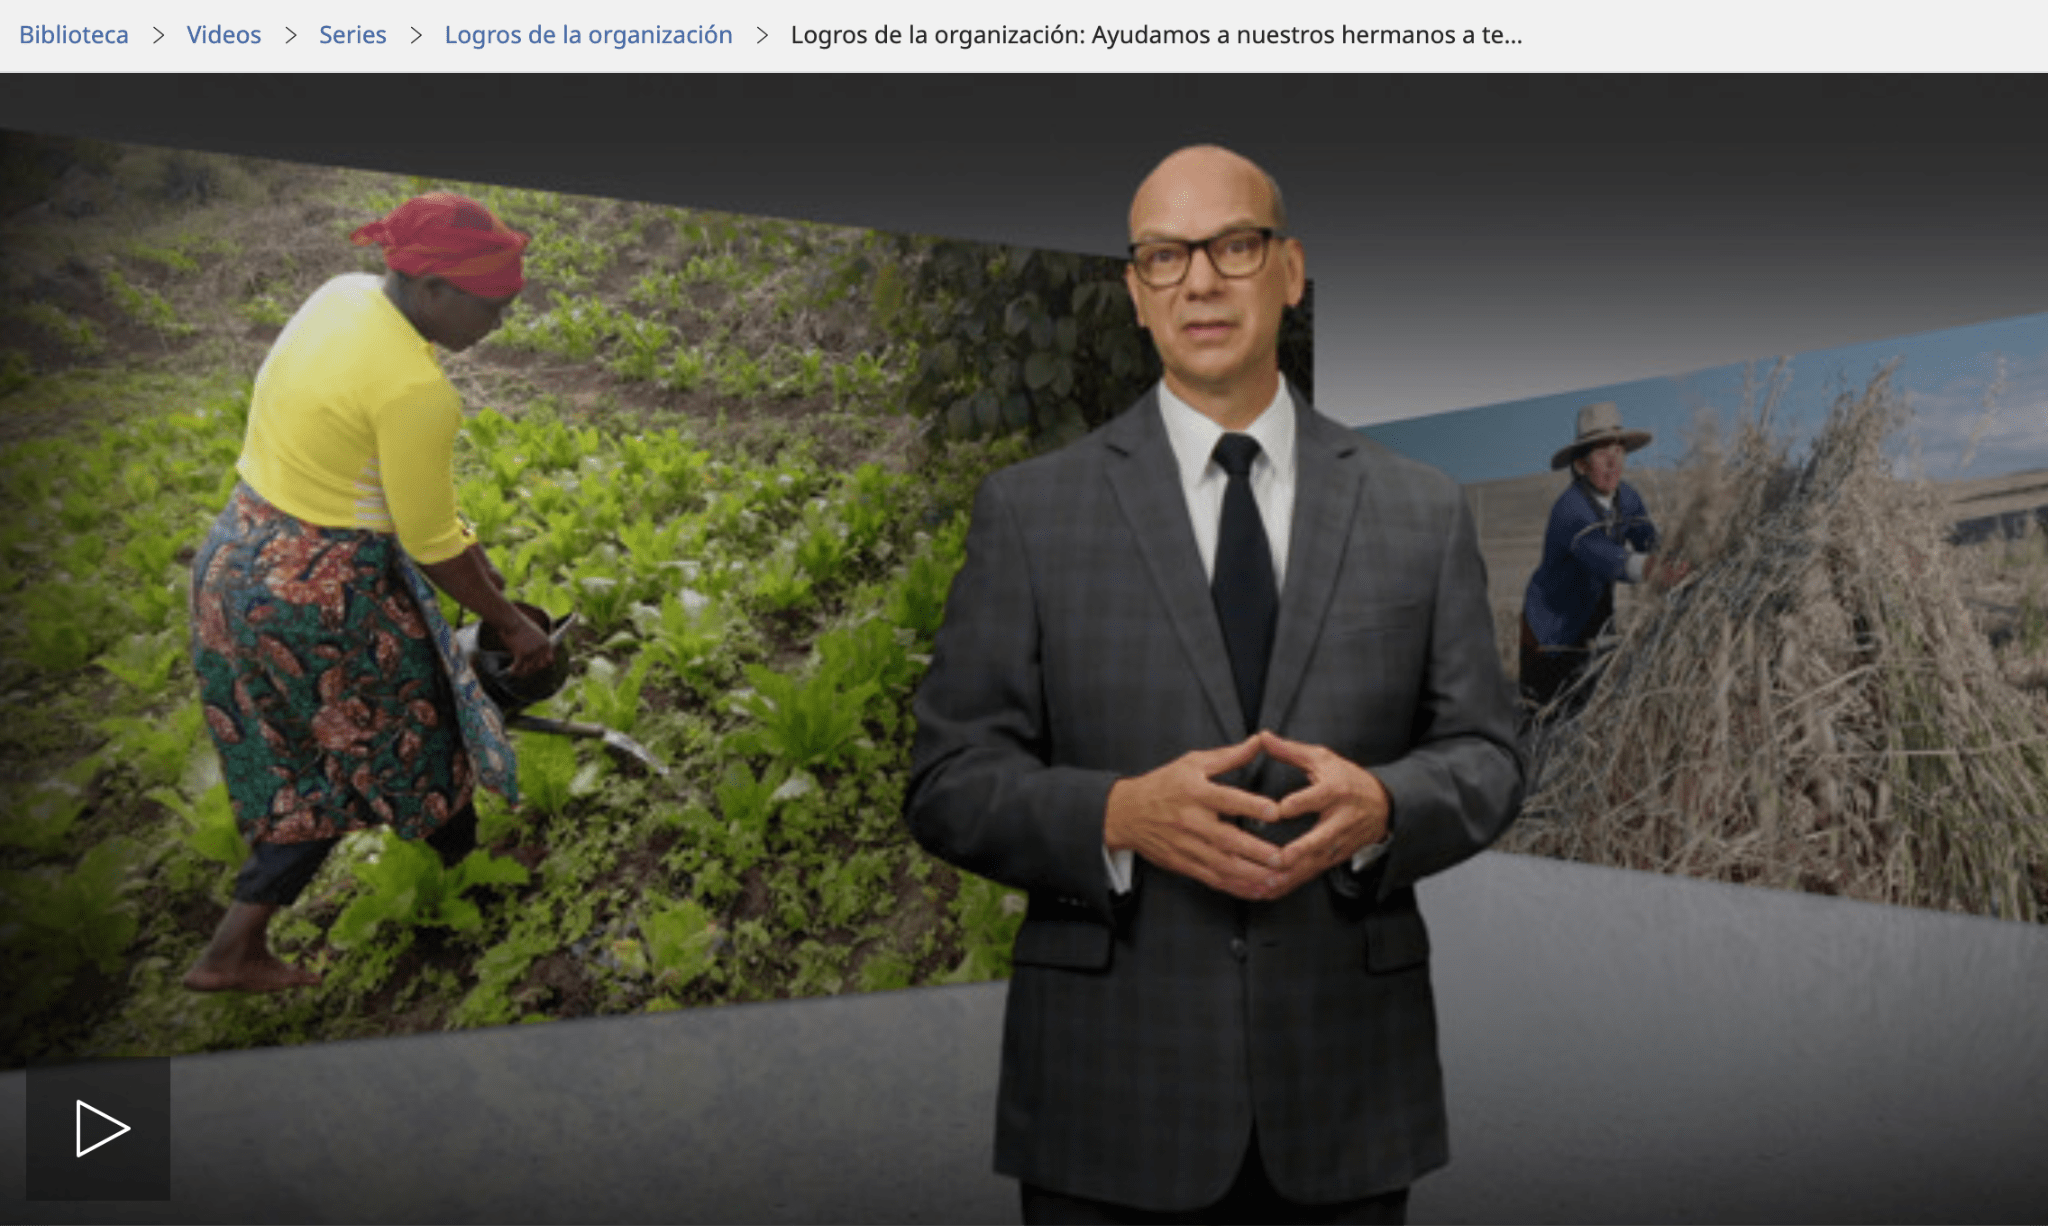 Biblioteca > Videos > Series > Logros de la organización > Logros de la organización: Ayudamos a nuestros hermanos a te...